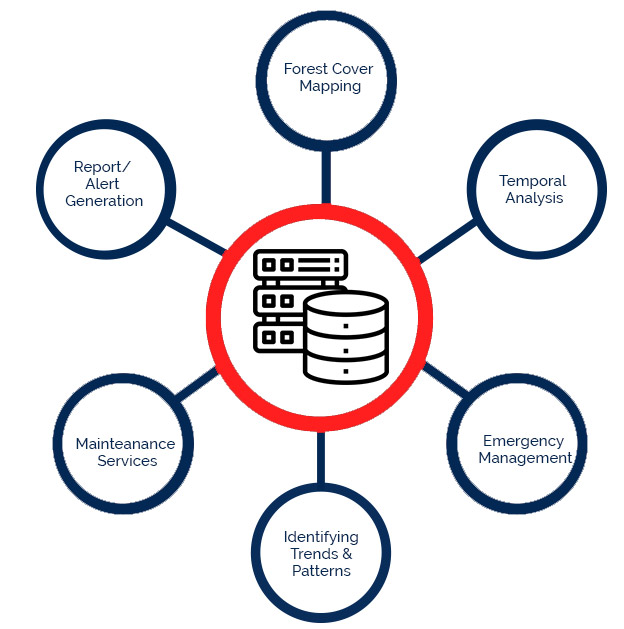 Forest Cover
Mapping
Temporal
Analysis
Emergency
Management
Identifying
Trends &
Patterns
Mainteanance
Services
Report/
Alert
Generation